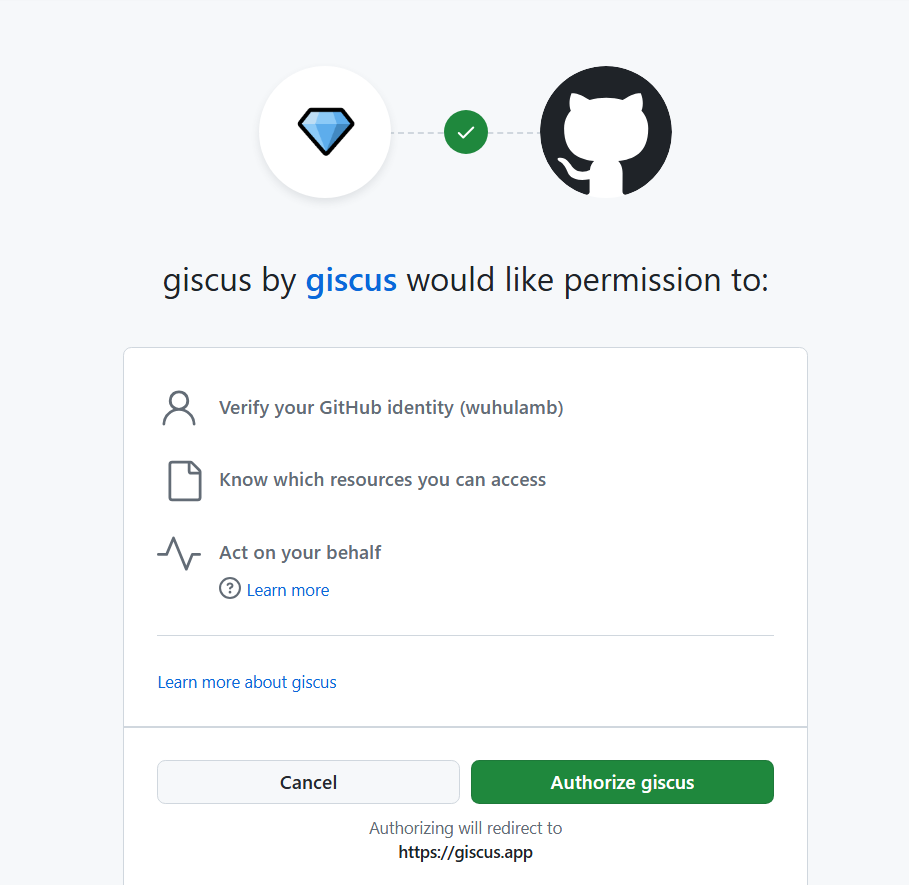 giscus by giscus would like permission to:
Verify your GitHub identity (wuhulamb)
Know which resources you can access
Act on your behalf
Learn more
Learn more about giscus
Cancel
Authorize giscus
Authorizing will redirect to
https://giscus.app